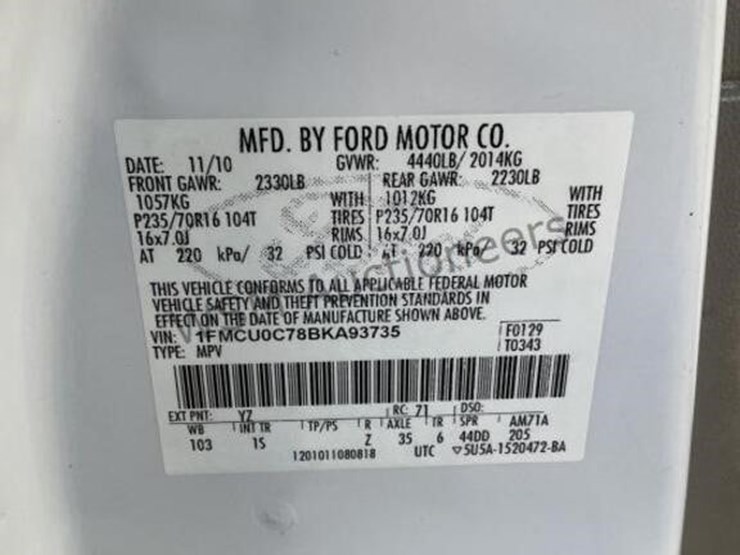 MFD. BY FORD MOTOR CO.
DATE: 11/10 GVWR: 4440LB/ 2014KG
FRONT GAWR: 2330LB REAR GAWR: 2230LB
1057KG WITH 1012KG WITH
P235/70R16 104T TIRES P235/70R16 104T TIRES
16x7.0J RIMS 16x7.0J RIMS
AT 220 kPa/ 32 PSI COLD AT 220 kPa/ 32 PSI COLD
THIS VEHICLE CONFORMS TO ALL APPLICABLE FEDERAL MOTOR
VEHICLE SAFETY AND THEFT PREVENTION STANDARDS IN
EFFECT ON THE DATE OF MANUFACTURE SHOWN ABOVE.
VIN: 1FMCU0C78BKA93735 F0129
TYPE: MPV T0343
EXT PNT: YZ RC: 71 DSO:
WB INT TR TP/PS R AXLE TR SPR AM71A
103 1S Z 35 6 44DD 205
1201011080818 UTC ▽5U5A-1520472-BA
Auctioneers